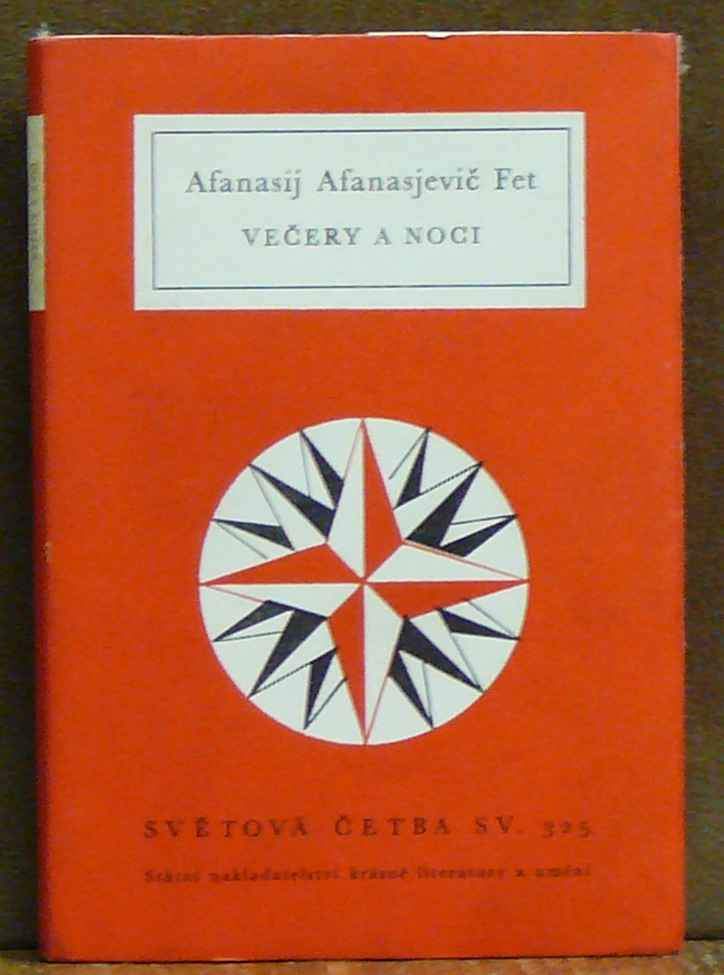 Afanasij Afanasjevič Fet
VEČERY A NOCI
SVĚTOVÁ ČETBA SV. 325
Státní nakladatelství krásné literatury a umění